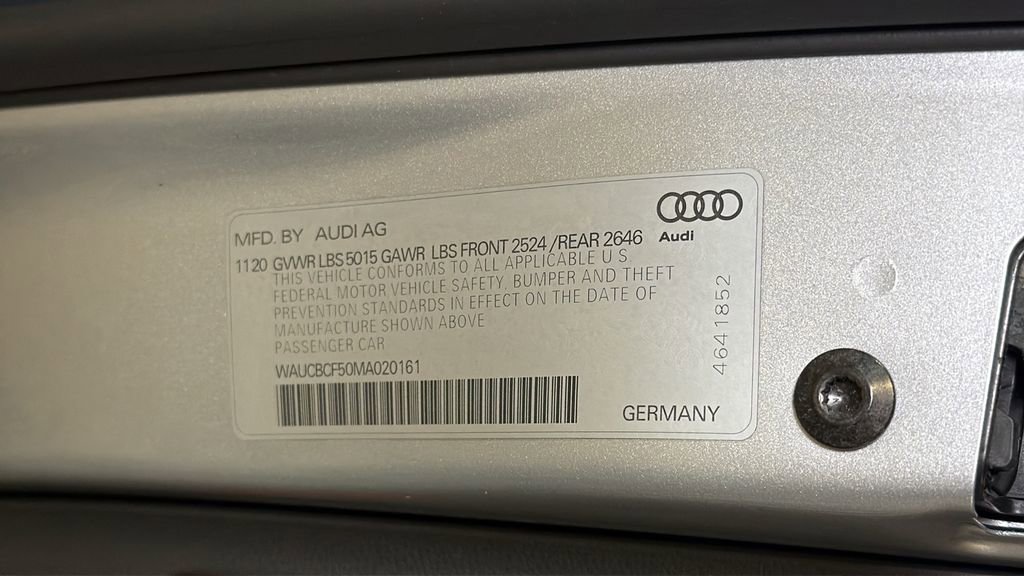 MFD. BY AUDI AG
Audi
1120 GVWR LBS 5015 GAWR LBS FRONT 2524 /REAR 2646
THIS VEHICLE CONFORMS TO ALL APPLICABLE U.S.
FEDERAL MOTOR VEHICLE SAFETY, BUMPER AND THEFT
PREVENTION STANDARDS IN EFFECT ON THE DATE OF
MANUFACTURE SHOWN ABOVE
PASSENGER CAR
WAUCBCF50MA020161
4641852
GERMANY